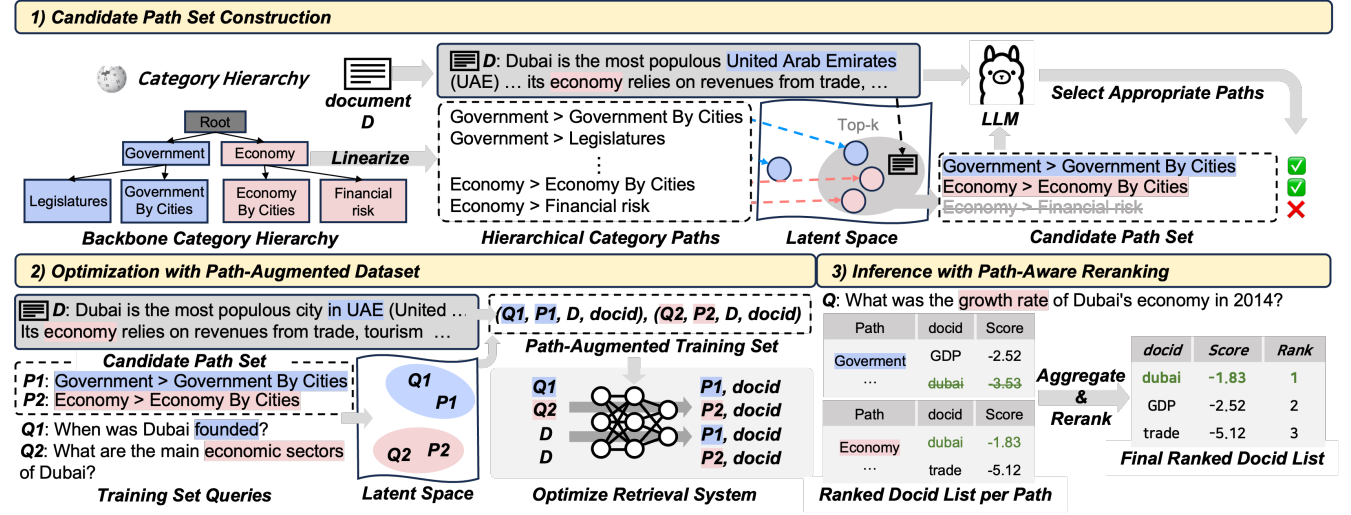 1) Candidate Path Set Construction
Category Hierarchy
document
D
D: Dubai is the most populous United Arab Emirates
(UAE) … its economy relies on revenues from trade, …
LLM
Select Appropriate Paths
Root
Government
Economy
Legislatures
Government
By Cities
Economy
By Cities
Financial
risk
Backbone Category Hierarchy
Linearize
Government > Government By Cities
Government > Legislatures
⋮
Economy > Economy By Cities
Economy > Financial risk
Hierarchical Category Paths
Top-k
Latent Space
Government > Government By Cities
Economy > Economy By Cities
Economy > Financial risk
Candidate Path Set
2) Optimization with Path-Augmented Dataset
D: Dubai is the most populous city in UAE (United …
Its economy relies on revenues from trade, tourism …
Candidate Path Set
P1: Government > Government By Cities
P2: Economy > Economy By Cities
Q1: When was Dubai founded?
Q2: What are the main economic sectors
of Dubai?
Training Set Queries
Q1
P1
Q2 P2
Latent Space
(Q1, P1, D, docid), (Q2, P2, D, docid)
Path-Augmented Training Set
Q1 P1, docid
Q2 P2, docid
D P1, docid
D P2, docid
Optimize Retrieval System
3) Inference with Path-Aware Reranking
Q: What was the growth rate of Dubai's economy in 2014?
Path docid Score
Goverment
…
GDP -2.52
dubai -3.53
Path docid Score
Economy
…
dubai -1.83
trade -5.12
Ranked Docid List per Path
Aggregate
&
Rerank
docid Score Rank
dubai -1.83 1
GDP -2.52 2
trade -5.12 3
Final Ranked Docid List